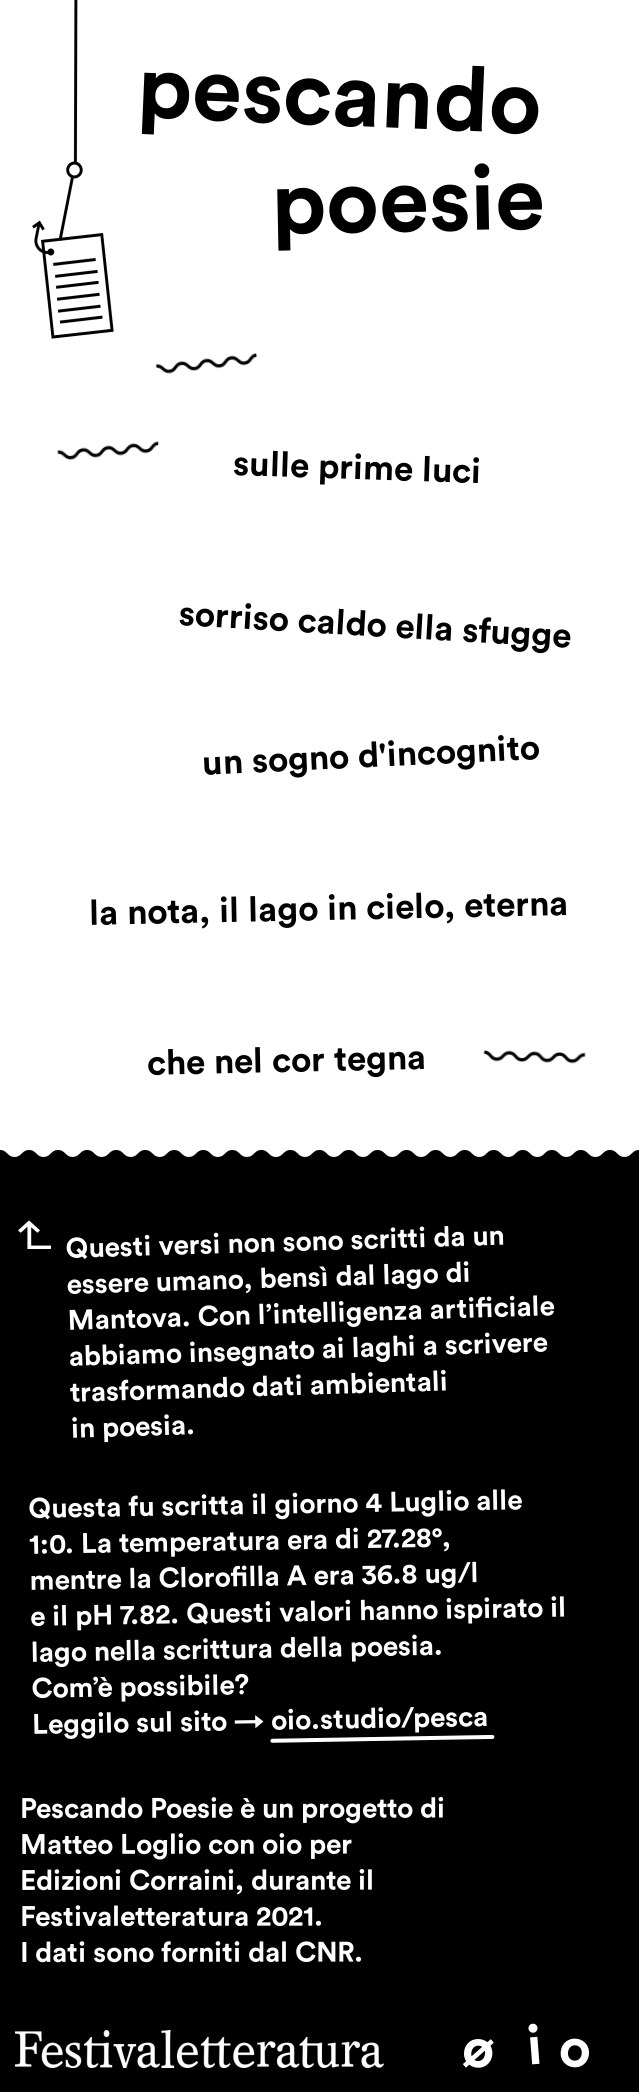 pescando
poesie
sulle prime luci
sorriso caldo ella sfugge
un sogno d'incognito
la nota, il lago in cielo, eterna
che nel cor tegna
Questi versi non sono scritti da un
essere umano, bensì dal lago di
Mantova. Con l’intelligenza artificiale
abbiamo insegnato ai laghi a scrivere
trasformando dati ambientali
in poesia.
Questa fu scritta il giorno 4 Luglio alle
1:0. La temperatura era di 27.28°,
mentre la Clorofilla A era 36.8 ug/l
e il pH 7.82. Questi valori hanno ispirato il
lago nella scrittura della poesia.
Com’è possibile?
Leggilo sul sito → oio.studio/pesca
Pescando Poesie è un progetto di
Matteo Loglio con oio per
Edizioni Corraini, durante il
Festivaletteratura 2021.
I dati sono forniti dal CNR.
Festivaletteratura ø i o